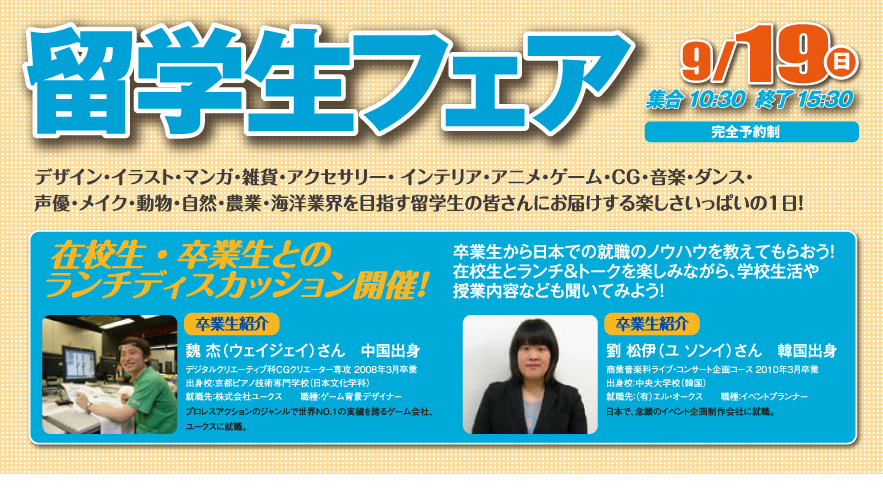 留学生フェア
9/19日
集合 10:30 終了 15:30
完全予約制
デザイン・イラスト・マンガ・雑貨・アクセサリー・インテリア・アニメ・ゲーム・CG・音楽・ダンス・
声優・メイク・動物・自然・農業・海洋業界を目指す留学生の皆さんにお届けする楽しさいっぱいの1日!
在校生・卒業生との
ランチディスカッション開催!
卒業生から日本での就職のノウハウを教えてもらおう!
在校生とランチ&トークを楽しみながら、学校生活や
授業内容なども聞いてみよう!
卒業生紹介
魏 杰(ウェイジェイ)さん 中国出身
デジタルクリエーティブ科CGクリエーター専攻 2008年3月卒業
出身校:京都ピアノ技術専門学校(日本文化学科)
就職先:株式会社ユークス 職種:ゲーム背景デザイナー
プロレスアクションのジャンルで世界NO.1の実績を誇るゲーム会社、
ユークスに就職。
卒業生紹介
劉 松伊(ユ ソンイ)さん 韓国出身
商業音楽科ライブ・コンサート企画コース 2010年3月卒業
出身校:中央大学校(韓国)
就職先:(有)エル・オークス 職種:イベントプランナー
日本で、念願のイベント企画制作会社に就職。